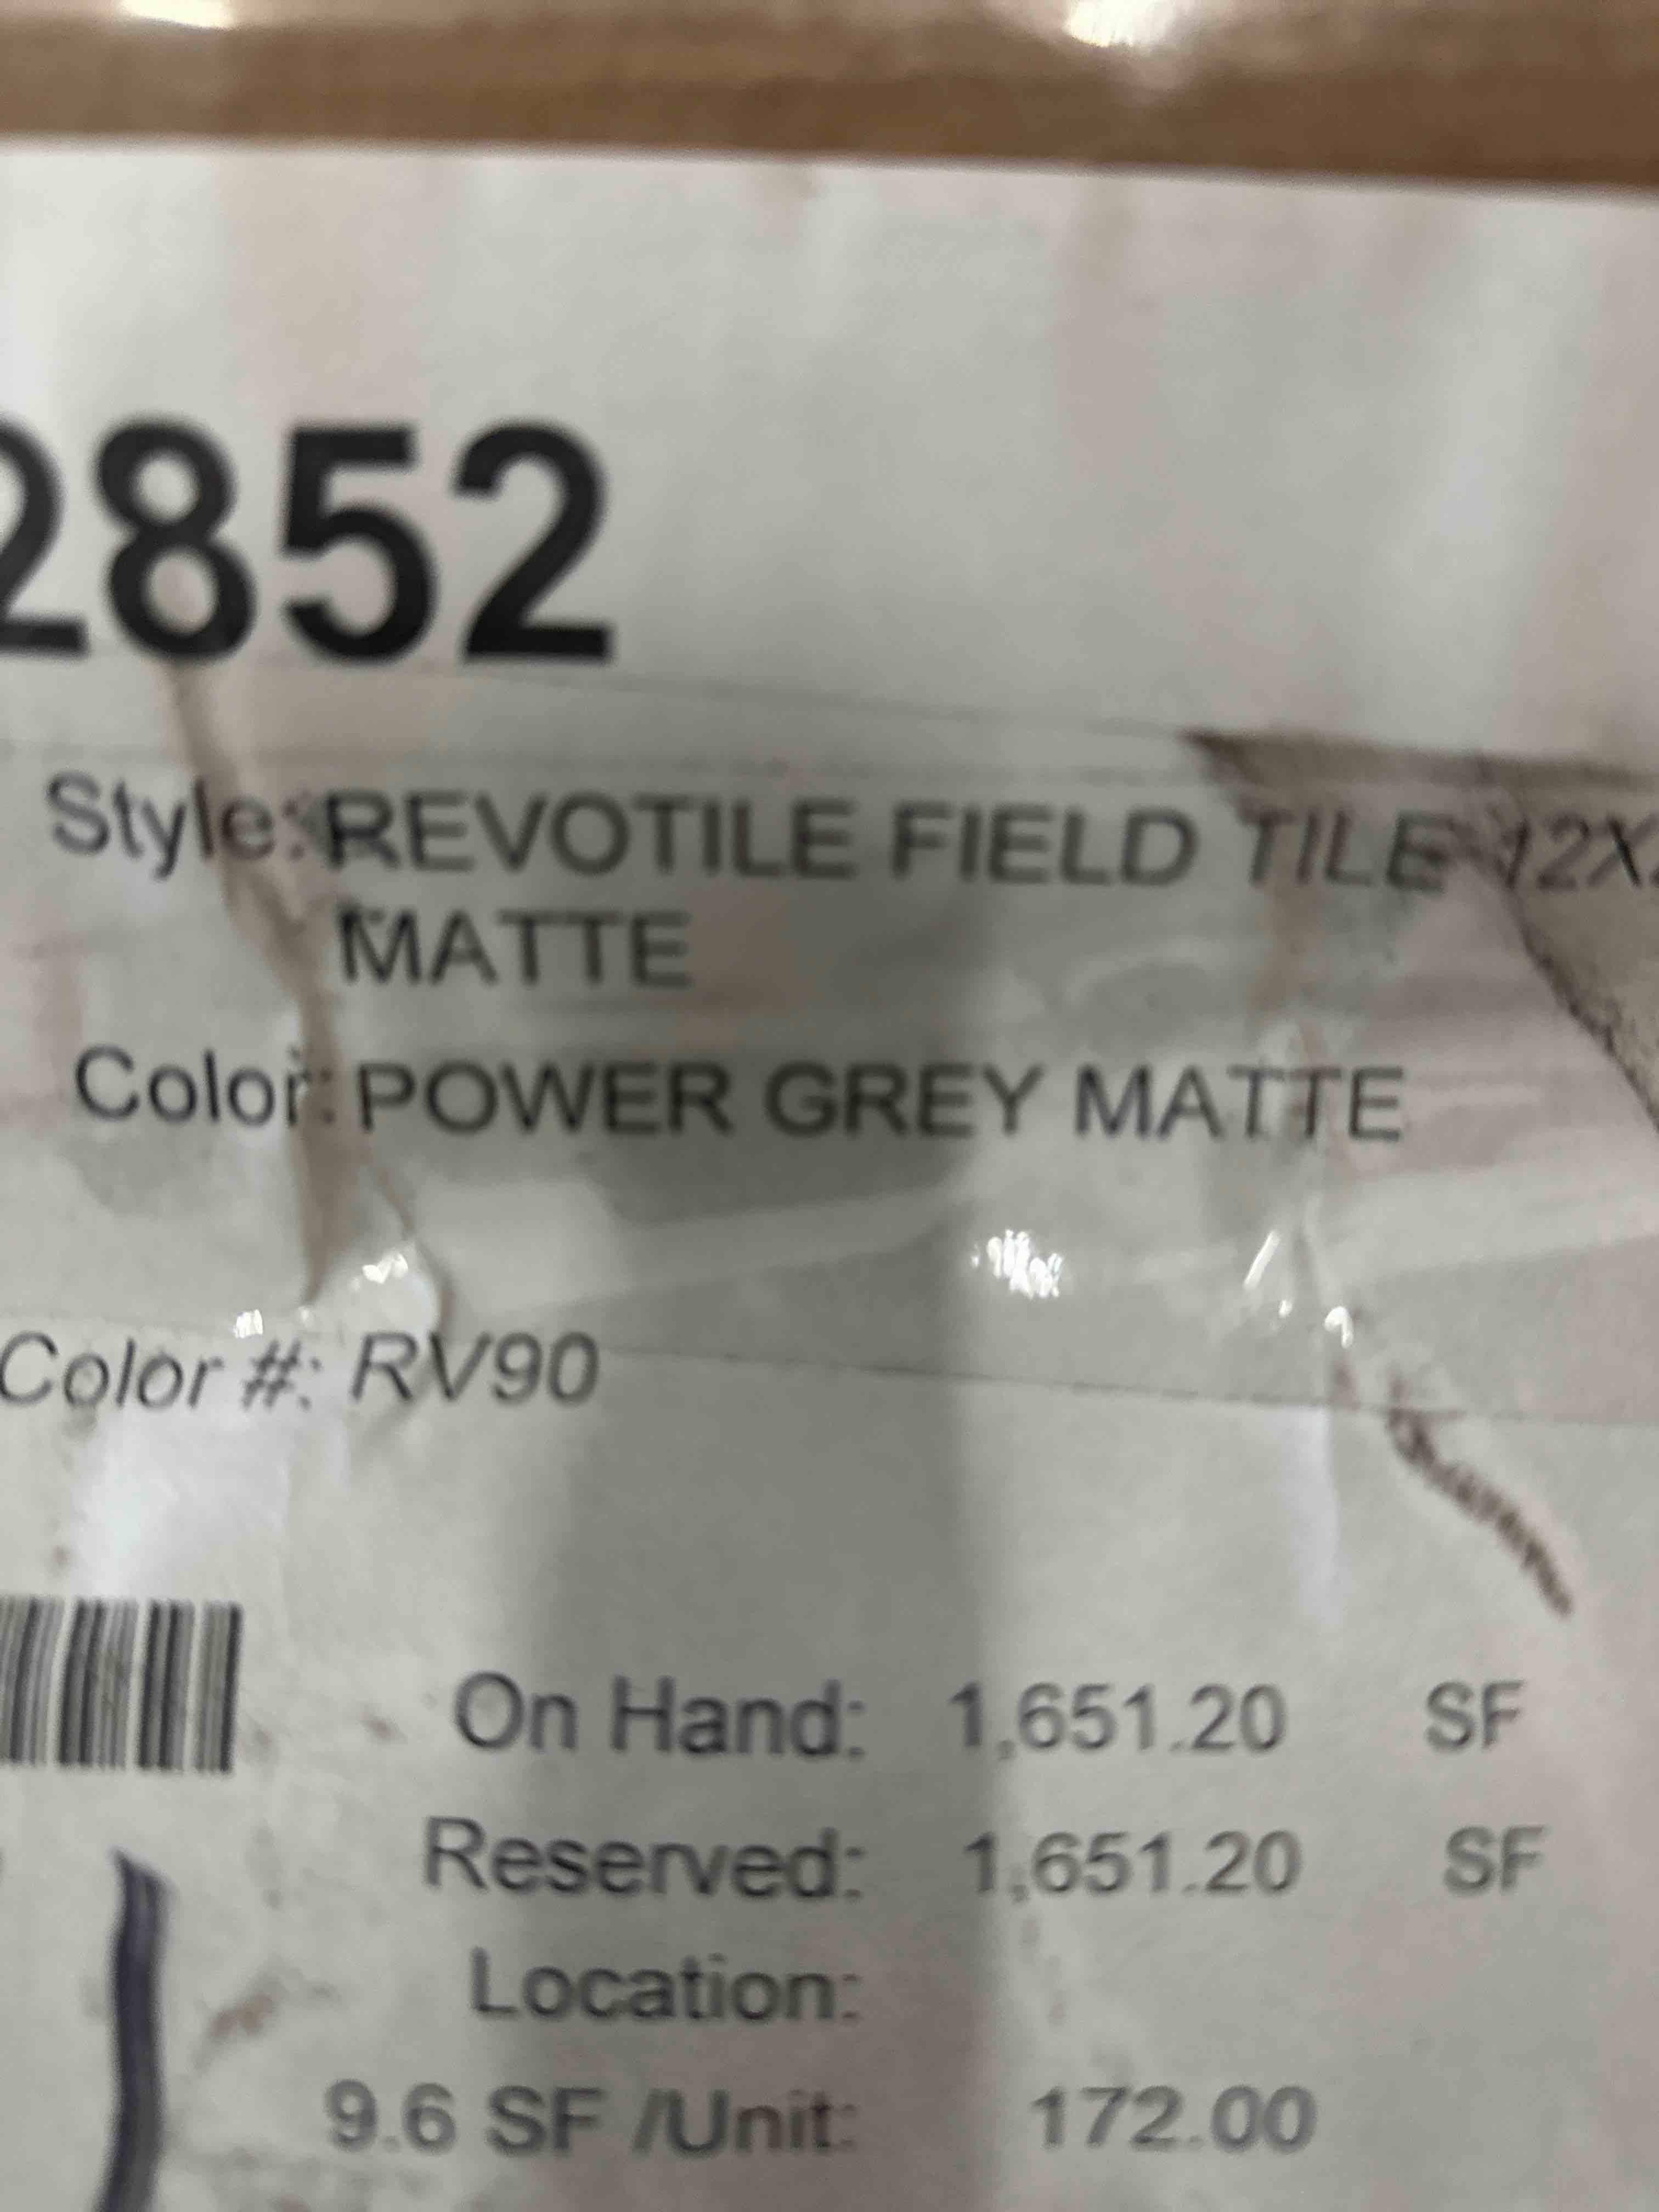 2852
Style: REVOTILE FIELD TILE 12X
MATTE
Color: POWER GREY MATTE
Color #: RV90
On Hand: 1,651.20 SF
Reserved: 1,651.20 SF
Location:
9.6 SF /Unit: 172.00